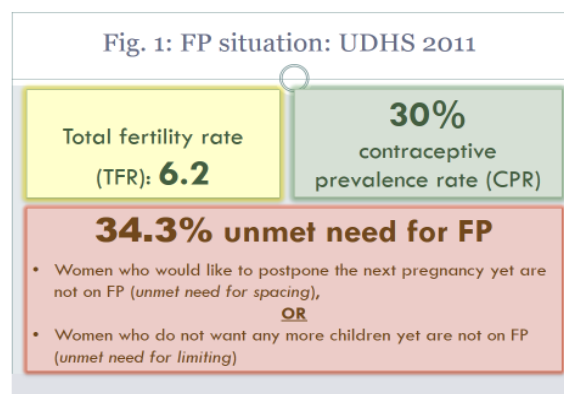 Fig. 1: FP situation: UDHS 2011
Total fertility rate
(TFR): 6.2
30%
contraceptive
prevalence rate (CPR)
34.3% unmet need for FP
• Women who would like to postpone the next pregnancy yet are
not on FP (unmet need for spacing),
OR
• Women who do not want any more children yet are not on FP
(unmet need for limiting)